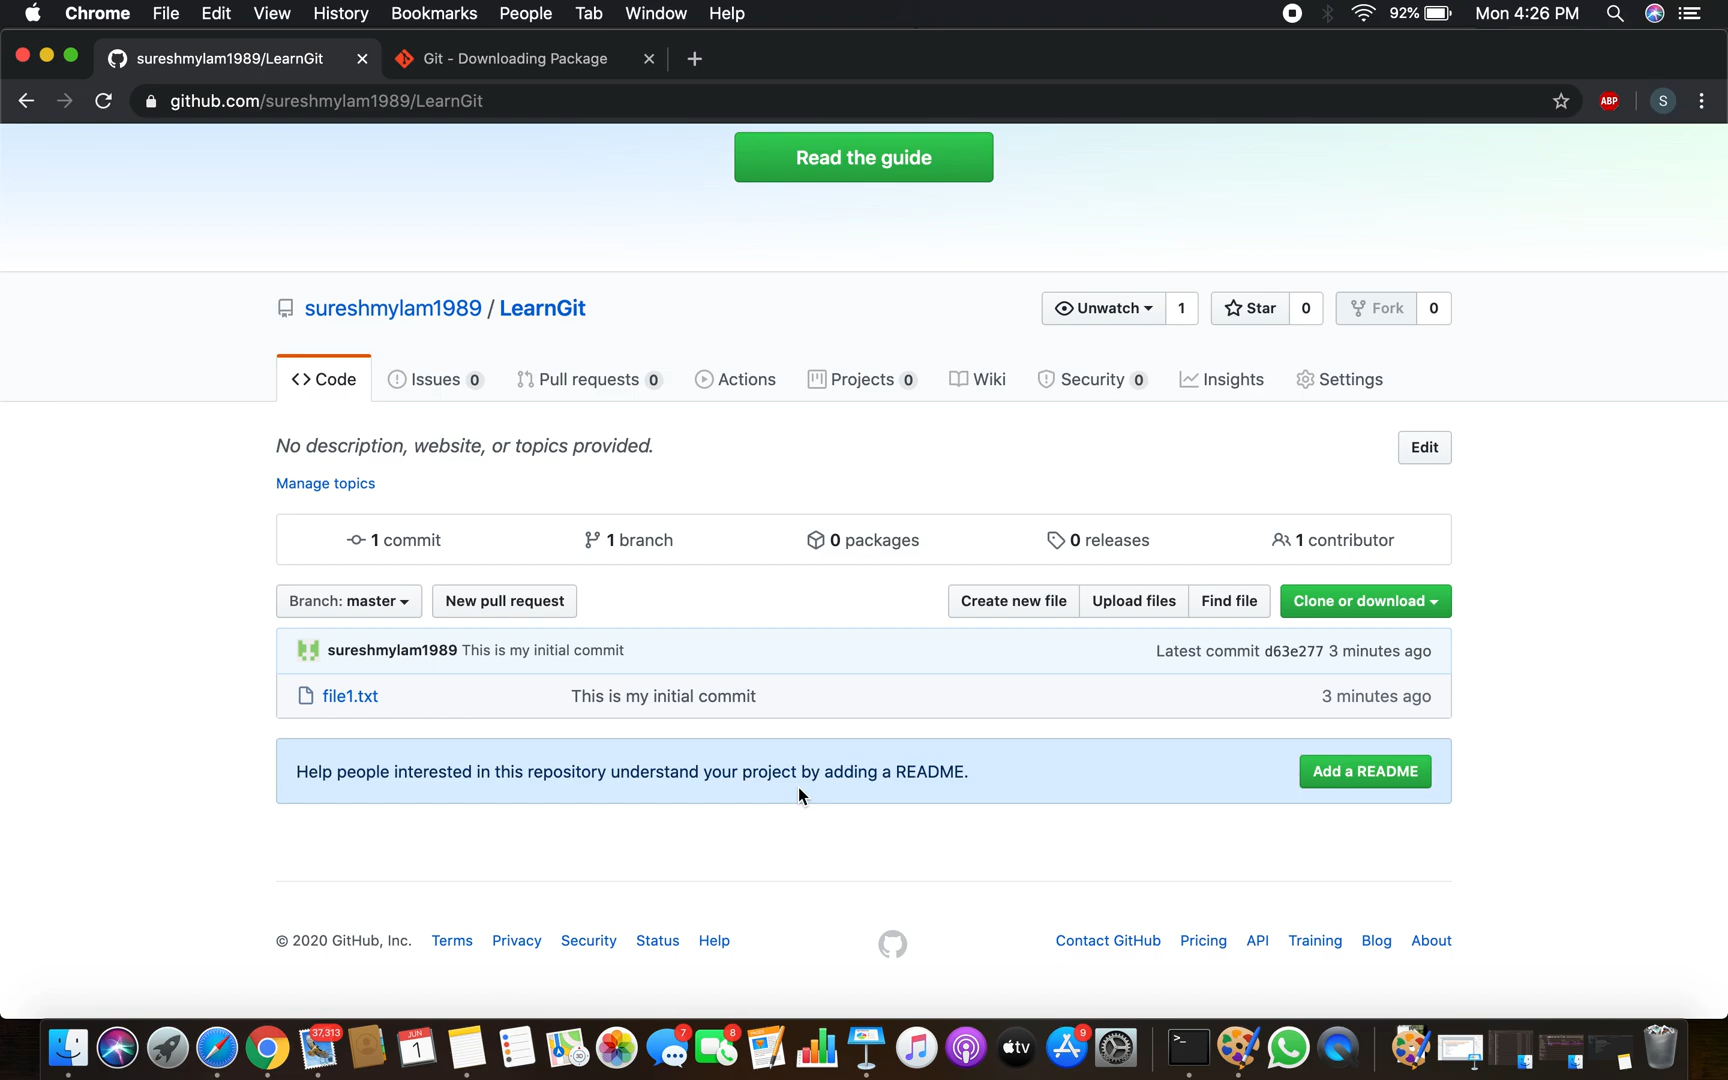 Chrome File Edit View History Bookmarks People Tab Window Help 92% Mon 4:26 PM
sureshmylam1989/LearnGit Git - Downloading Package
github.com/sureshmylam1989/LearnGit ABP S
Read the guide
sureshmylam1989 / LearnGit Unwatch 1 Star 0 Fork 0
Code Issues 0 Pull requests 0 Actions Projects 0 Wiki Security 0 Insights Settings
No description, website, or topics provided. Edit
Manage topics
1 commit 1 branch 0 packages 0 releases 1 contributor
Branch: master New pull request Create new file Upload files Find file Clone or download
sureshmylam1989 This is my initial commit Latest commit d63e277 3 minutes ago
file1.txt This is my initial commit 3 minutes ago
Help people interested in this repository understand your project by adding a README. Add a README
© 2020 GitHub, Inc. Terms Privacy Security Status Help Contact GitHub Pricing API Training Blog About
37,313 JUN 1 7 8 tv 9